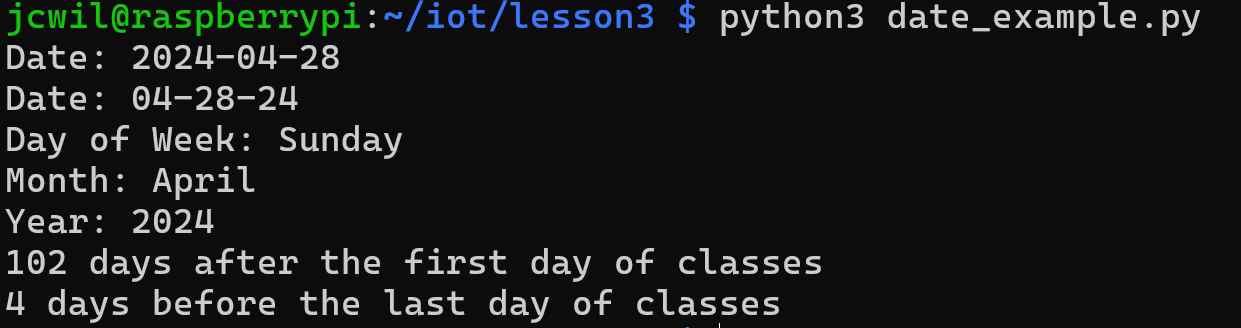 jcwil@raspberrypi:~/iot/lesson3 $ python3 date_example.py
Date: 2024-04-28
Date: 04-28-24
Day of Week: Sunday
Month: April
Year: 2024
102 days after the first day of classes
4 days before the last day of classes